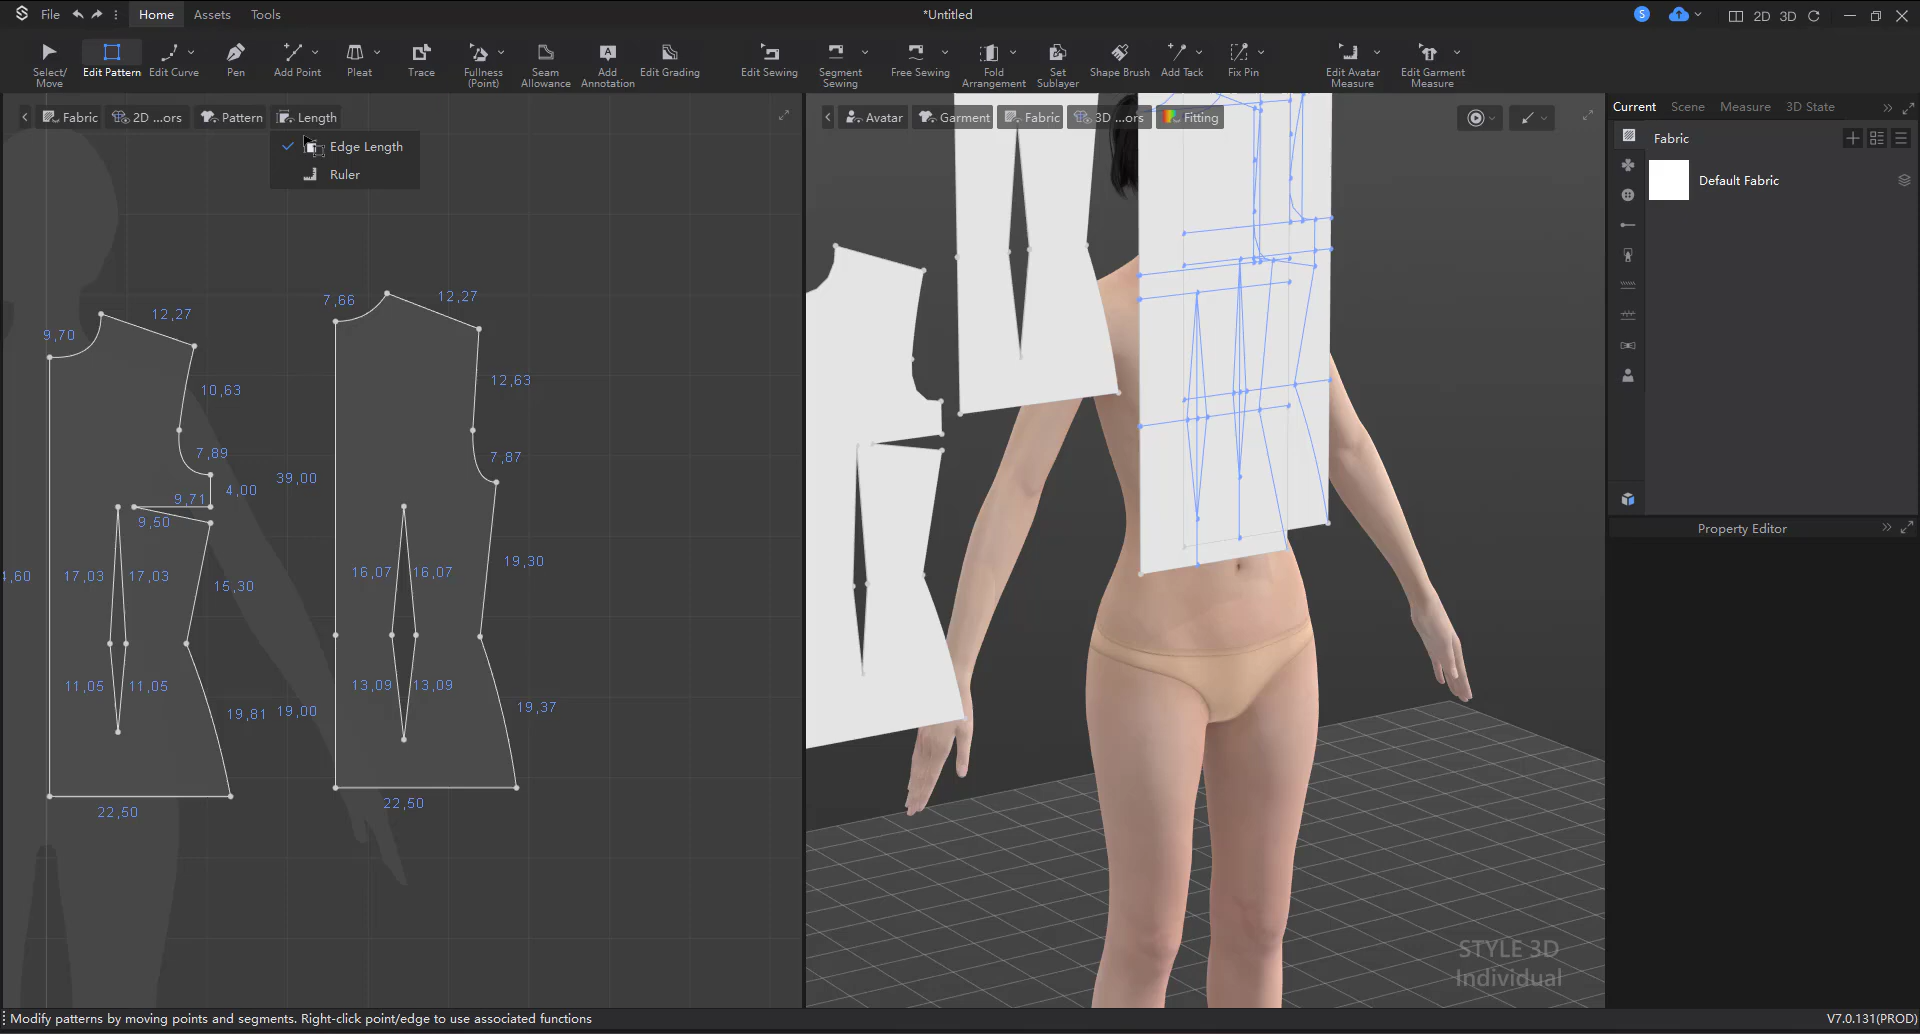 File
Home
Assets
Tools
*Untitled
S
2D
3D
Select/
Move
Edit Pattern
Edit Curve
Pen
Add Point
Pleat
Trace
Fullness
(Point)
Seam
Allowance
Add
Annotation
Edit Grading
Edit Sewing
Segment
Sewing
Free Sewing
Fold
Arrangement
Set
Sublayer
Shape Brush
Add Tack
Fix Pin
Edit Avatar
Measure
Edit Garment
Measure
Fabric
2D ...ors
Pattern
Length
Edge Length
Ruler
Avatar
Garment
Fabric
3D ...ors
Fitting
Current
Scene
Measure
3D State
Fabric
Default Fabric
Property Editor
9,70
12,27
10,63
7,89
4,00
9,71
9,50
17,03
17,03
15,30
11,05
11,05
19,81
22,50
7,66
12,27
12,63
7,87
39,00
16,07
16,07
19,30
13,09
13,09
19,00
19,37
22,50
STYLE 3D
Individual
Modify patterns by moving points and segments. Right-click point/edge to use associated functions
V7.0.131(PROD)